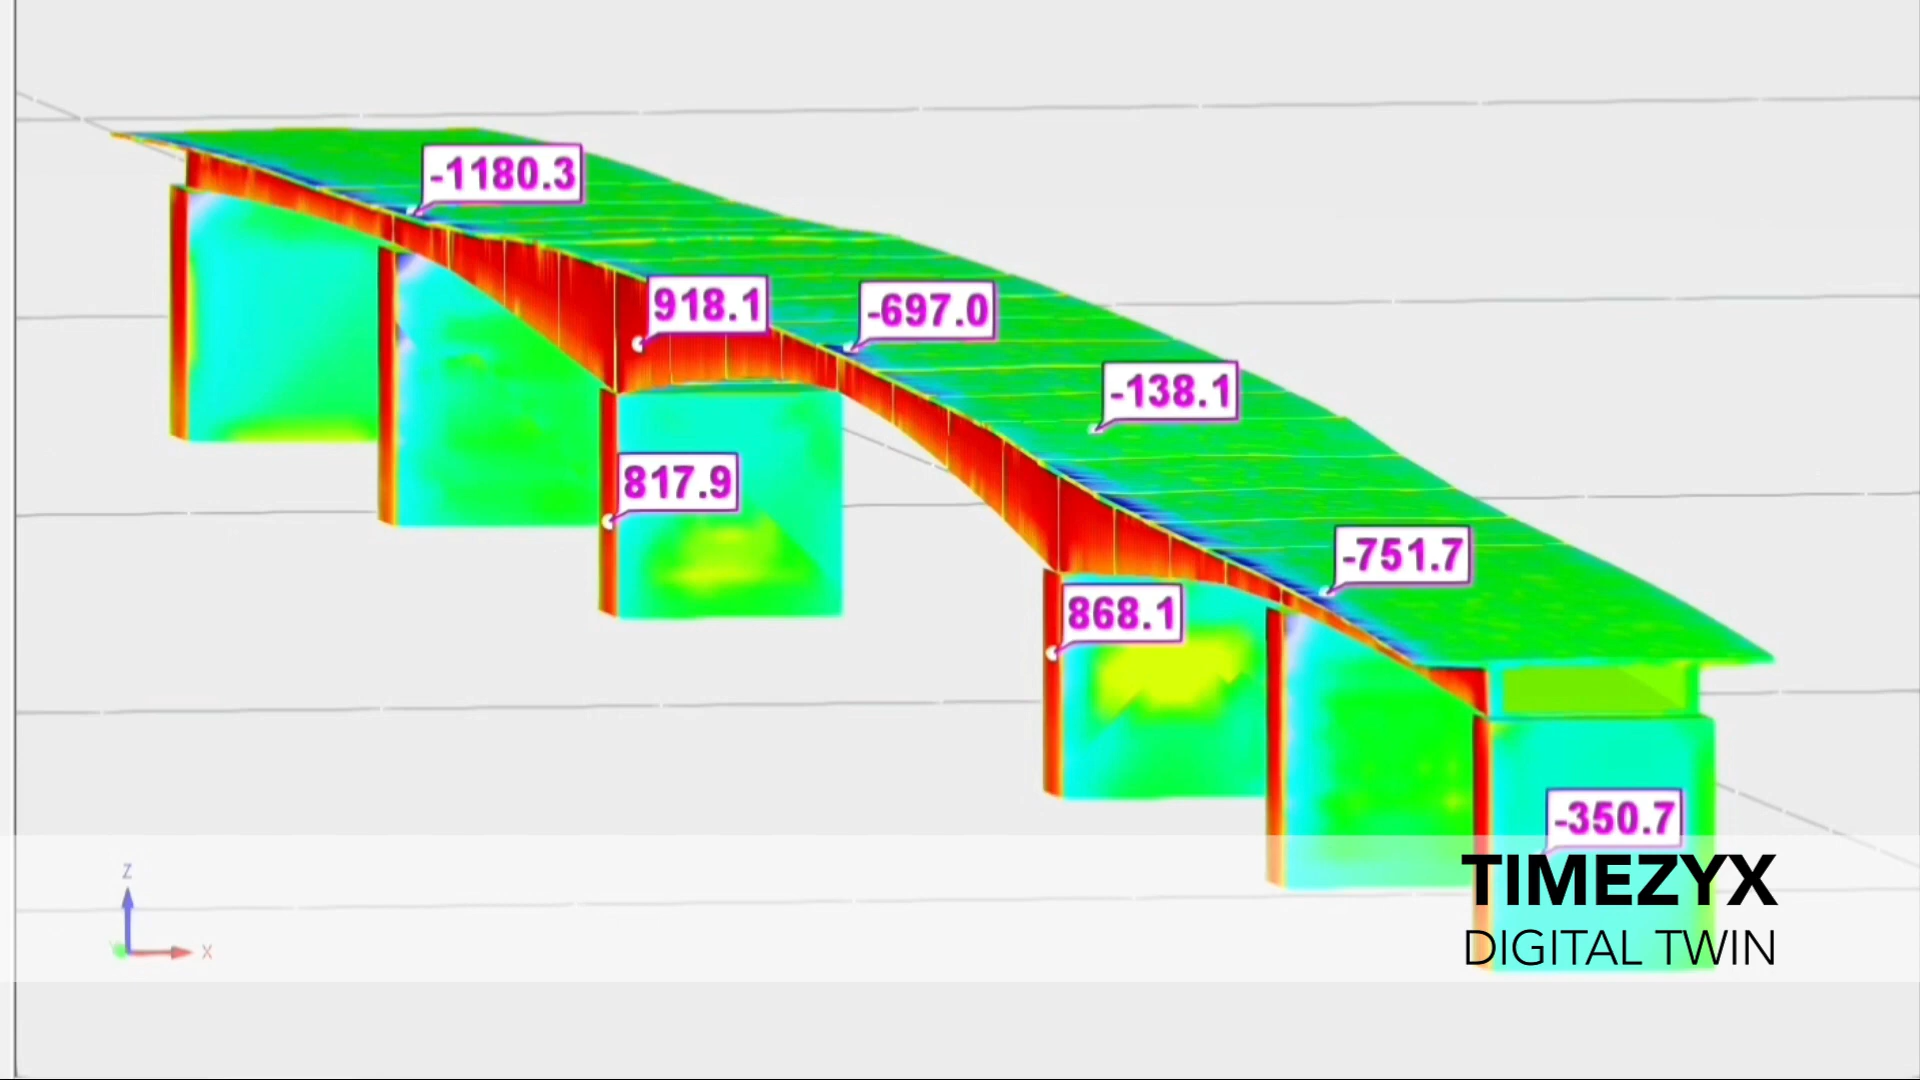 -1180.3
918.1
-697.0
-138.1
817.9
-751.7
868.1
-350.7
TIMEZYX
DIGITAL TWIN
Z
X